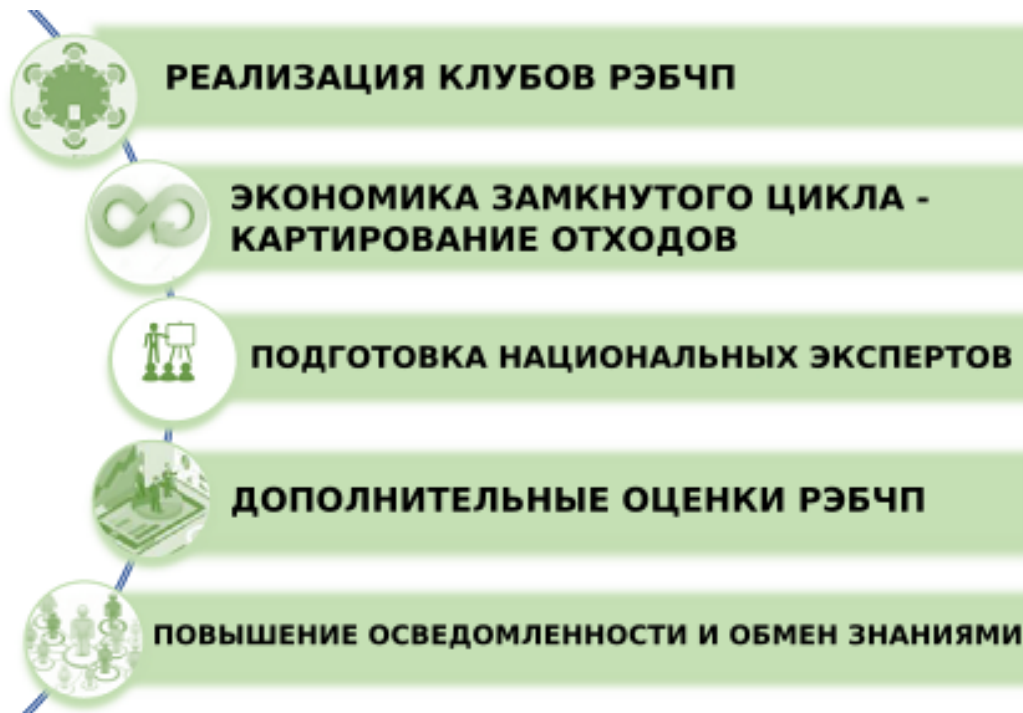 РЕАЛИЗАЦИЯ КЛУБОВ РЭБЧП
ЭКОНОМИКА ЗАМКНУТОГО ЦИКЛА -
КАРТИРОВАНИЕ ОТХОДОВ
ПОДГОТОВКА НАЦИОНАЛЬНЫХ ЭКСПЕРТОВ
ДОПОЛНИТЕЛЬНЫЕ ОЦЕНКИ РЭБЧП
ПОВЫШЕНИЕ ОСВЕДОМЛЕННОСТИ И ОБМЕН ЗНАНИЯМИ